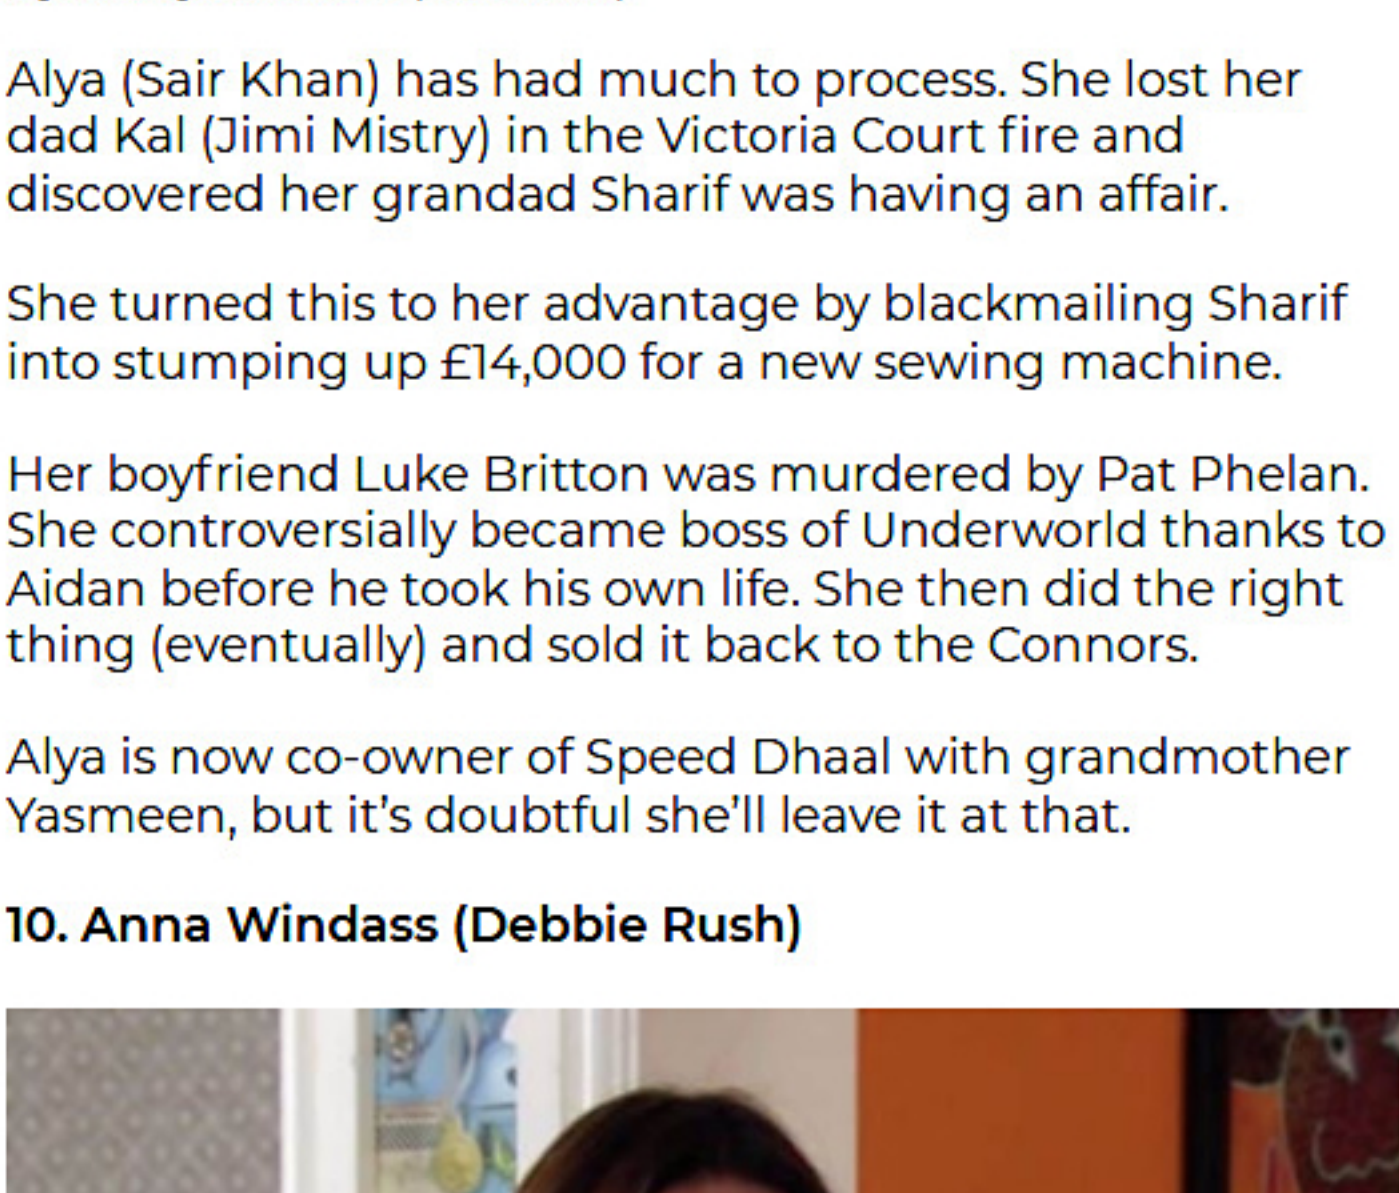 Alya (Sair Khan) has had much to process. She lost her
dad Kal (Jimi Mistry) in the Victoria Court fire and
discovered her grandad Sharif was having an affair.
She turned this to her advantage by blackmailing Sharif
into stumping up £14,000 for a new sewing machine.
Her boyfriend Luke Britton was murdered by Pat Phelan.
She controversially became boss of Underworld thanks to
Aidan before he took his own life. She then did the right
thing (eventually) and sold it back to the Connors.
Alya is now co-owner of Speed Dhaal with grandmother
Yasmeen, but it’s doubtful she’ll leave it at that.
10. Anna Windass (Debbie Rush)